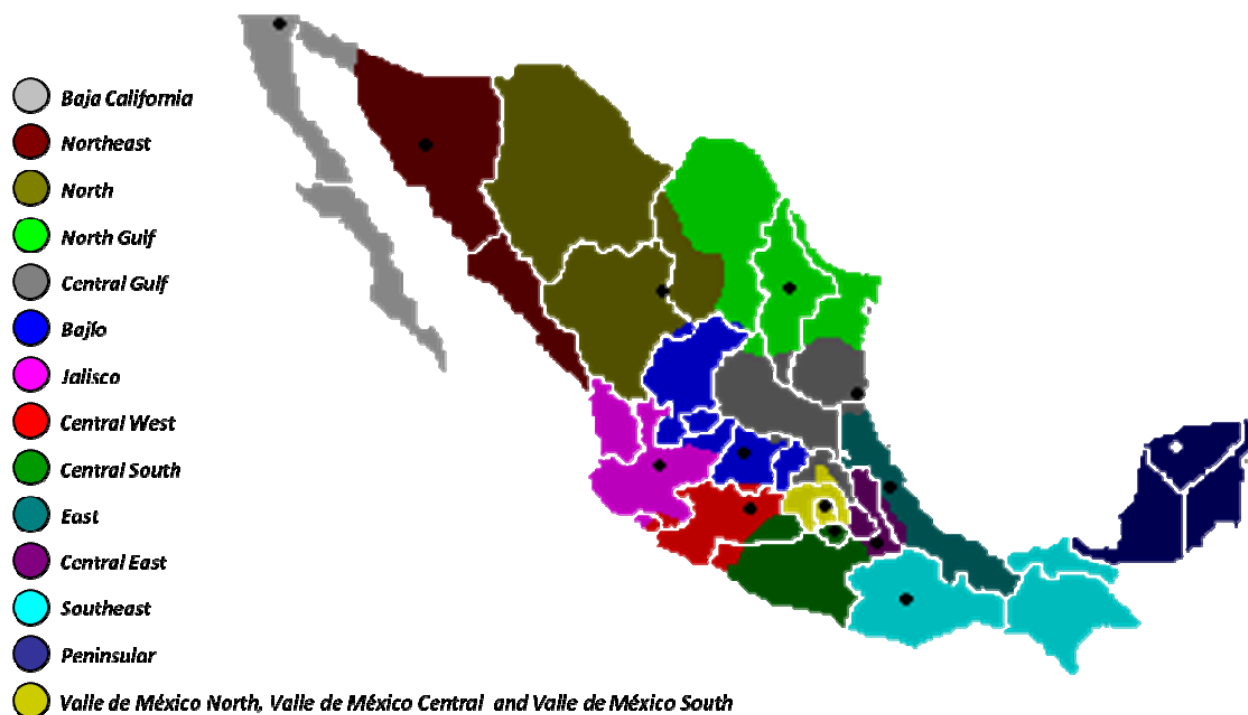 Baja California
Northeast
North
North Gulf
Central Gulf
Bajío
Jalisco
Central West
Central South
East
Central East
Southeast
Peninsular
Valle de México North, Valle de México Central and Valle de México South